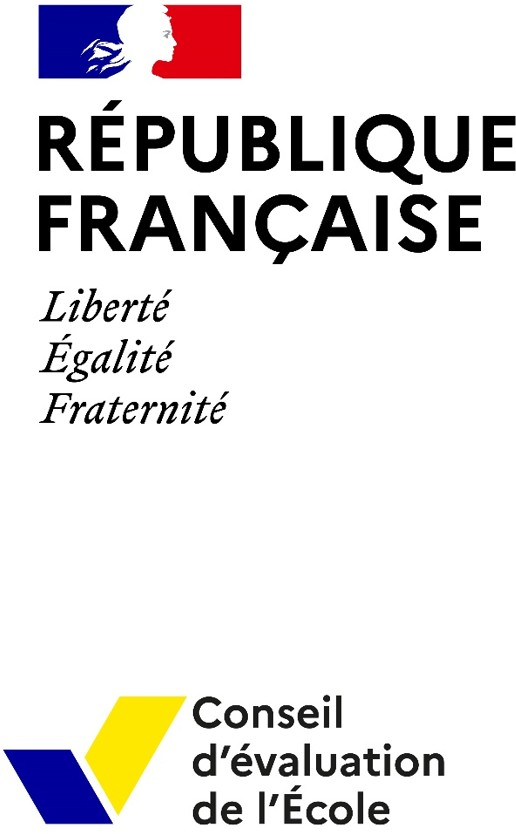 RÉPUBLIQUE
FRANÇAISE
Liberté
Égalité
Fraternité
Conseil
d'évaluation
de l'École